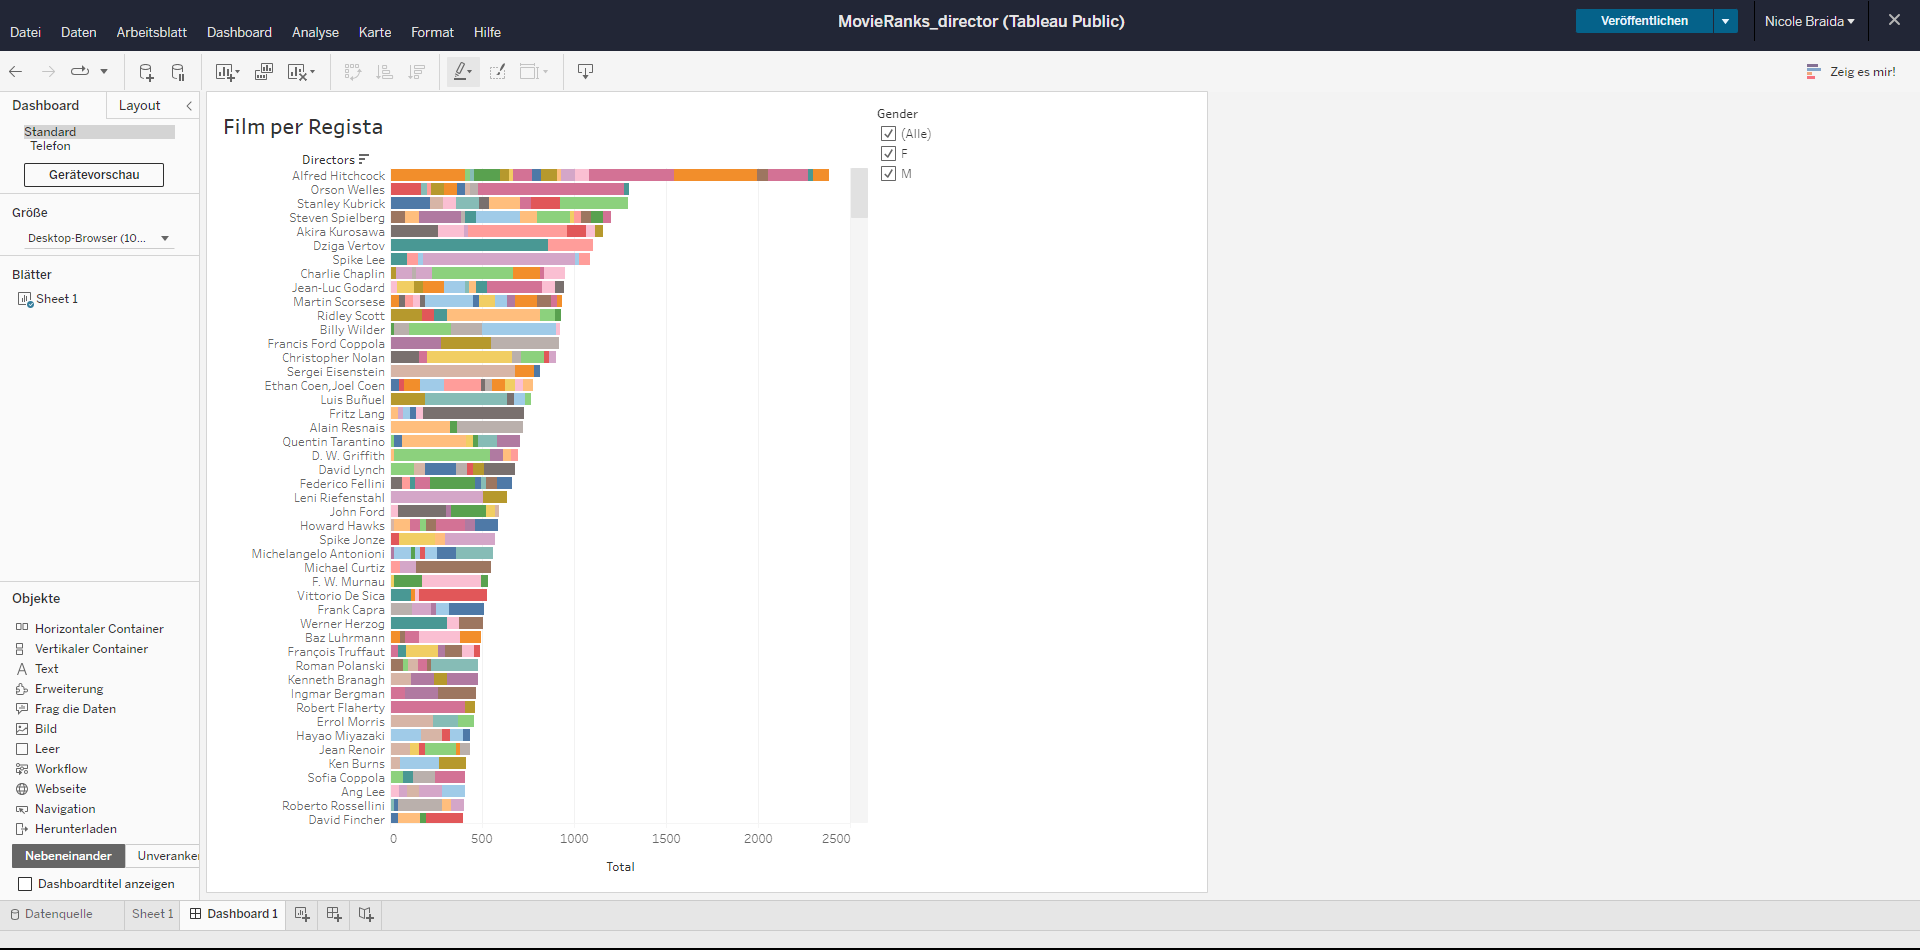 MovieRanks_director (Tableau Public)
Veröffentlichen
Nicole Braida
Datei Daten Arbeitsblatt Dashboard Analyse Karte Format Hilfe
Zeig es mir!
Dashboard Layout
Standard
Telefon
Gerätevorschau
Größe
Desktop-Browser (10...
Blätter
Sheet 1
Objekte
Horizontaler Container
Vertikaler Container
Text
Erweiterung
Frag die Daten
Bild
Leer
Workflow
Webseite
Navigation
Herunterladen
Nebeneinander Unveranker
Dashboardtitel anzeigen
Film per Regista
Directors
Alfred Hitchcock
Orson Welles
Stanley Kubrick
Steven Spielberg
Akira Kurosawa
Dziga Vertov
Spike Lee
Charlie Chaplin
Jean-Luc Godard
Martin Scorsese
Ridley Scott
Billy Wilder
Francis Ford Coppola
Christopher Nolan
Sergei Eisenstein
Ethan Coen,Joel Coen
Luis Buñuel
Fritz Lang
Alain Resnais
Quentin Tarantino
D. W. Griffith
David Lynch
Federico Fellini
Leni Riefenstahl
John Ford
Howard Hawks
Spike Jonze
Michelangelo Antonioni
Michael Curtiz
F. W. Murnau
Vittorio De Sica
Frank Capra
Werner Herzog
Baz Luhrmann
François Truffaut
Roman Polanski
Kenneth Branagh
Ingmar Bergman
Robert Flaherty
Errol Morris
Hayao Miyazaki
Jean Renoir
Ken Burns
Sofia Coppola
Ang Lee
Roberto Rossellini
David Fincher
0 500 1000 1500 2000 2500
Total
Gender
(Alle)
F
M
Datenquelle Sheet 1 Dashboard 1